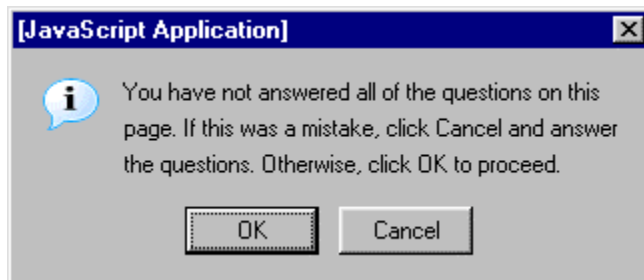 [JavaScript Application]
You have not answered all of the questions on this
page. If this was a mistake, click Cancel and answer
the questions. Otherwise, click OK to proceed.
OK
Cancel